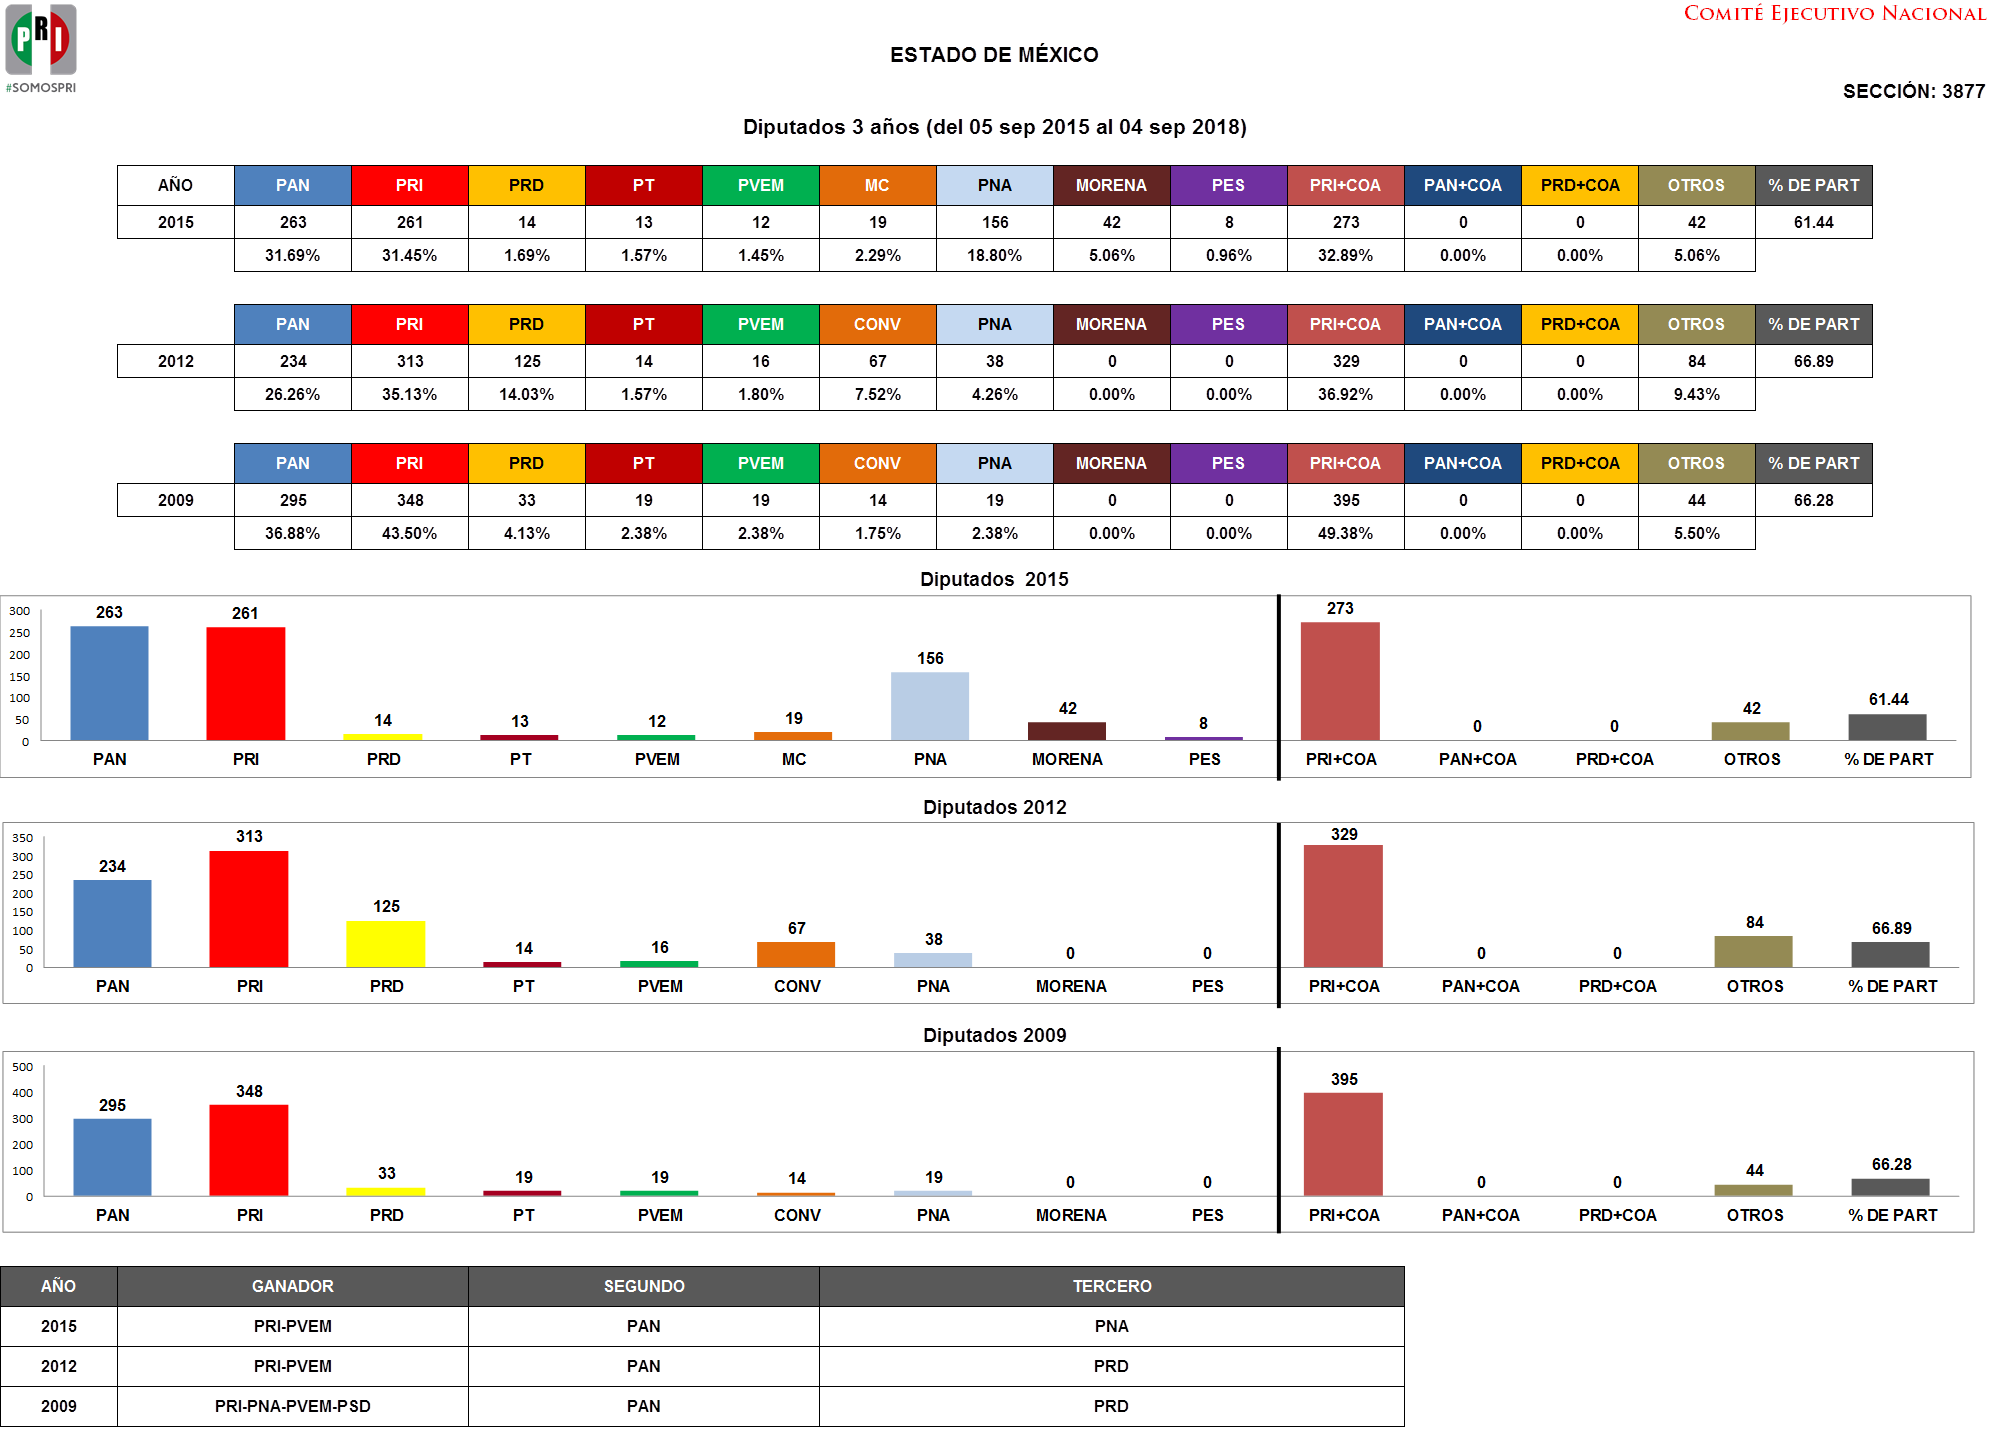 PRI
#SOMOSPRI
COMITÉ EJECUTIVO NACIONAL
ESTADO DE MÉXICO
SECCIÓN: 3877
Diputados 3 años (del 05 sep 2015 al 04 sep 2018)
AÑO PAN PRI PRD PT PVEM MC PNA MORENA PES PRI+COA PAN+COA PRD+COA OTROS % DE PART
2015 263 261 14 13 12 19 156 42 8 273 0 0 42 61.44
31.69% 31.45% 1.69% 1.57% 1.45% 2.29% 18.80% 5.06% 0.96% 32.89% 0.00% 0.00% 5.06%
PAN PRI PRD PT PVEM CONV PNA MORENA PES PRI+COA PAN+COA PRD+COA OTROS % DE PART
2012 234 313 125 14 16 67 38 0 0 329 0 0 84 66.89
26.26% 35.13% 14.03% 1.57% 1.80% 7.52% 4.26% 0.00% 0.00% 36.92% 0.00% 0.00% 9.43%
PAN PRI PRD PT PVEM CONV PNA MORENA PES PRI+COA PAN+COA PRD+COA OTROS % DE PART
2009 295 348 33 19 19 14 19 0 0 395 0 0 44 66.28
36.88% 43.50% 4.13% 2.38% 2.38% 1.75% 2.38% 0.00% 0.00% 49.38% 0.00% 0.00% 5.50%
Diputados 2015
300
250
200
150
100
50
0
263 261 14 13 12 19 156 42 8 273 0 0 42 61.44
PAN PRI PRD PT PVEM MC PNA MORENA PES PRI+COA PAN+COA PRD+COA OTROS % DE PART
Diputados 2012
350
300
250
200
150
100
50
0
234 313 125 14 16 67 38 0 0 329 0 0 84 66.89
PAN PRI PRD PT PVEM CONV PNA MORENA PES PRI+COA PAN+COA PRD+COA OTROS % DE PART
Diputados 2009
500
400
300
200
100
0
295 348 33 19 19 14 19 0 0 395 0 0 44 66.28
PAN PRI PRD PT PVEM CONV PNA MORENA PES PRI+COA PAN+COA PRD+COA OTROS % DE PART
AÑO GANADOR SEGUNDO TERCERO
2015 PRI-PVEM PAN PNA
2012 PRI-PVEM PAN PRD
2009 PRI-PNA-PVEM-PSD PAN PRD